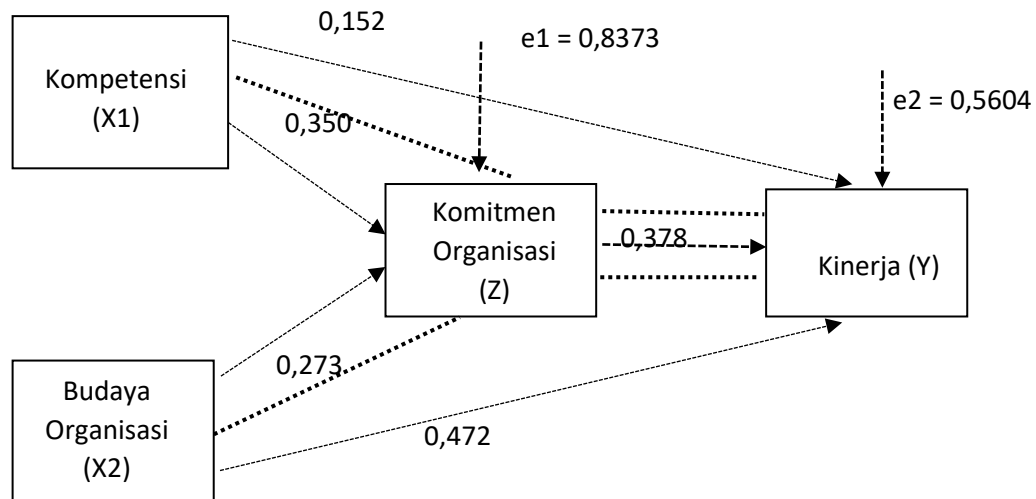 0,152
e1 = 0,8373
Kompetensi
(X1)
e2 = 0,5604
0,350
Komitmen
Organisasi
(Z)
0,378
Kinerja (Y)
0,273
Budaya
Organisasi
(X2)
0,472